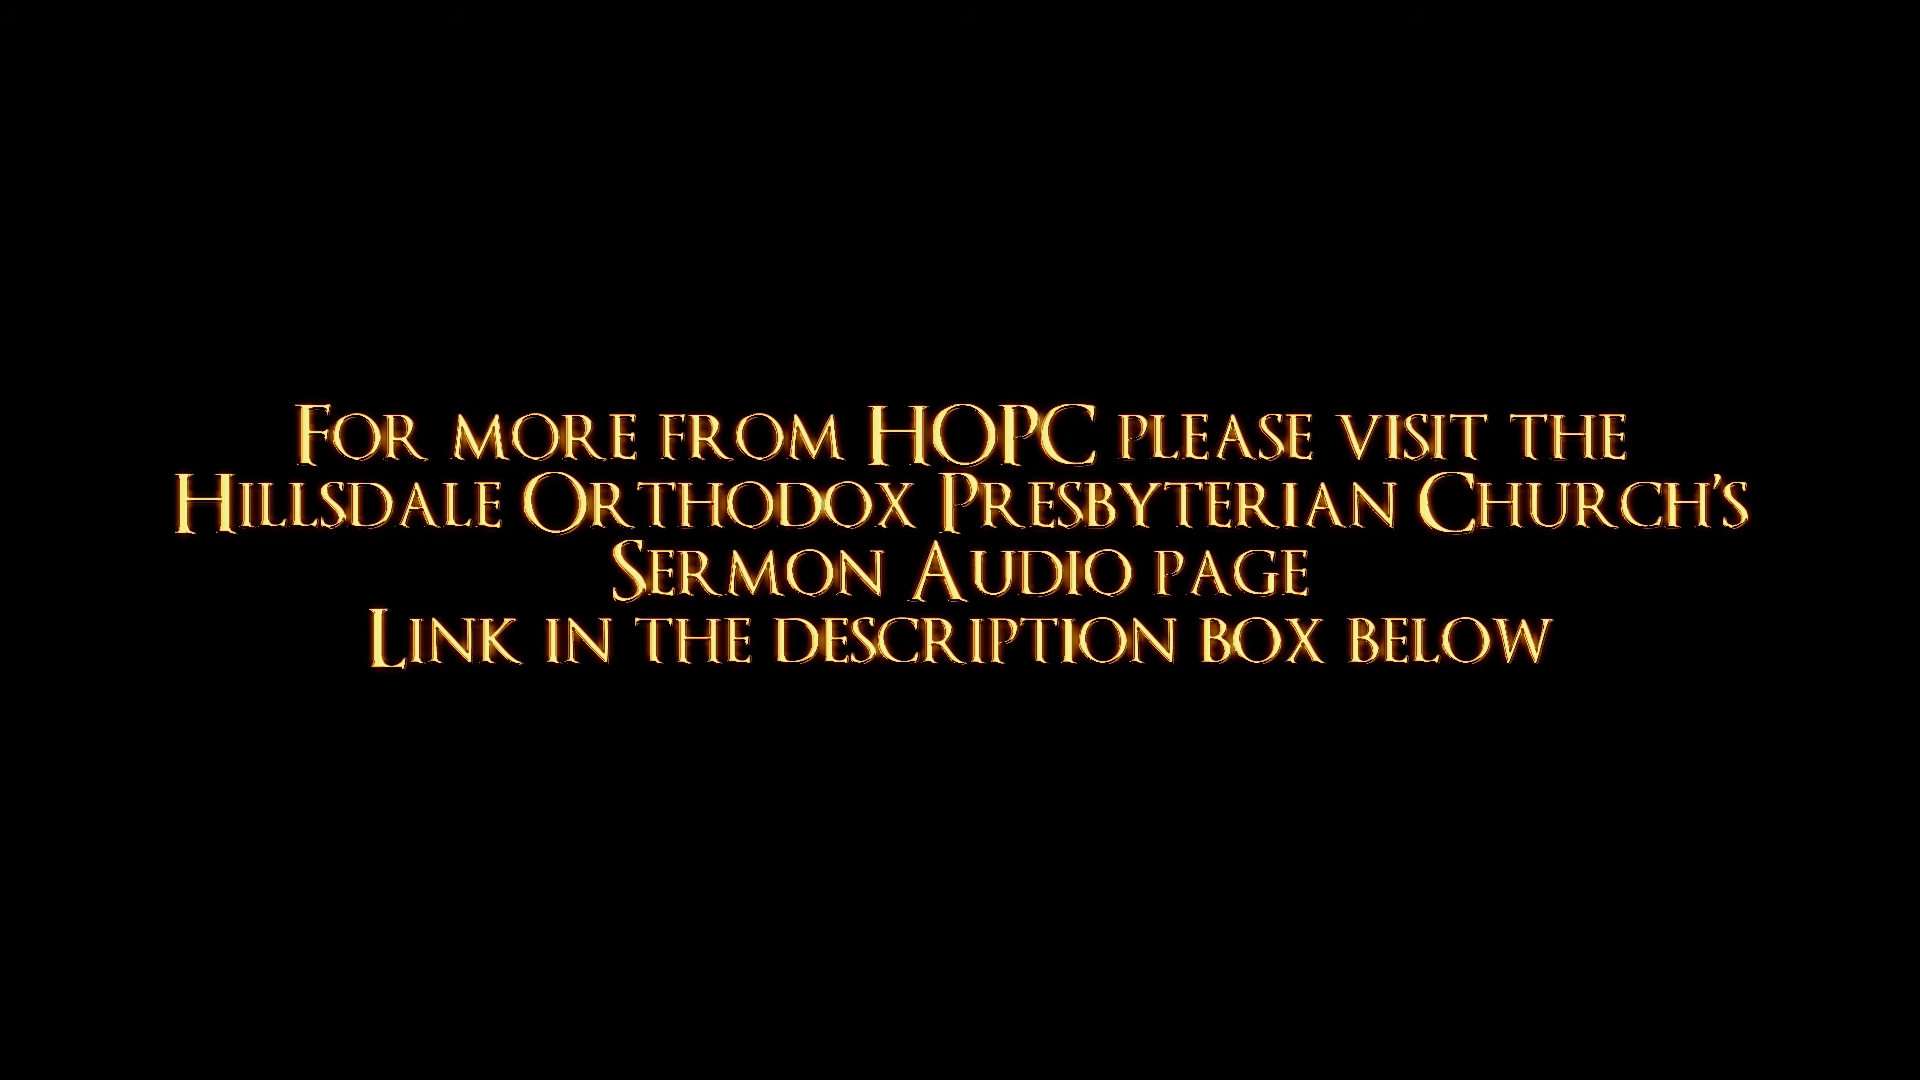 For more from HOPC please visit the
Hillsdale Orthodox Presbyterian Church's
Sermon Audio page
Link in the description box below